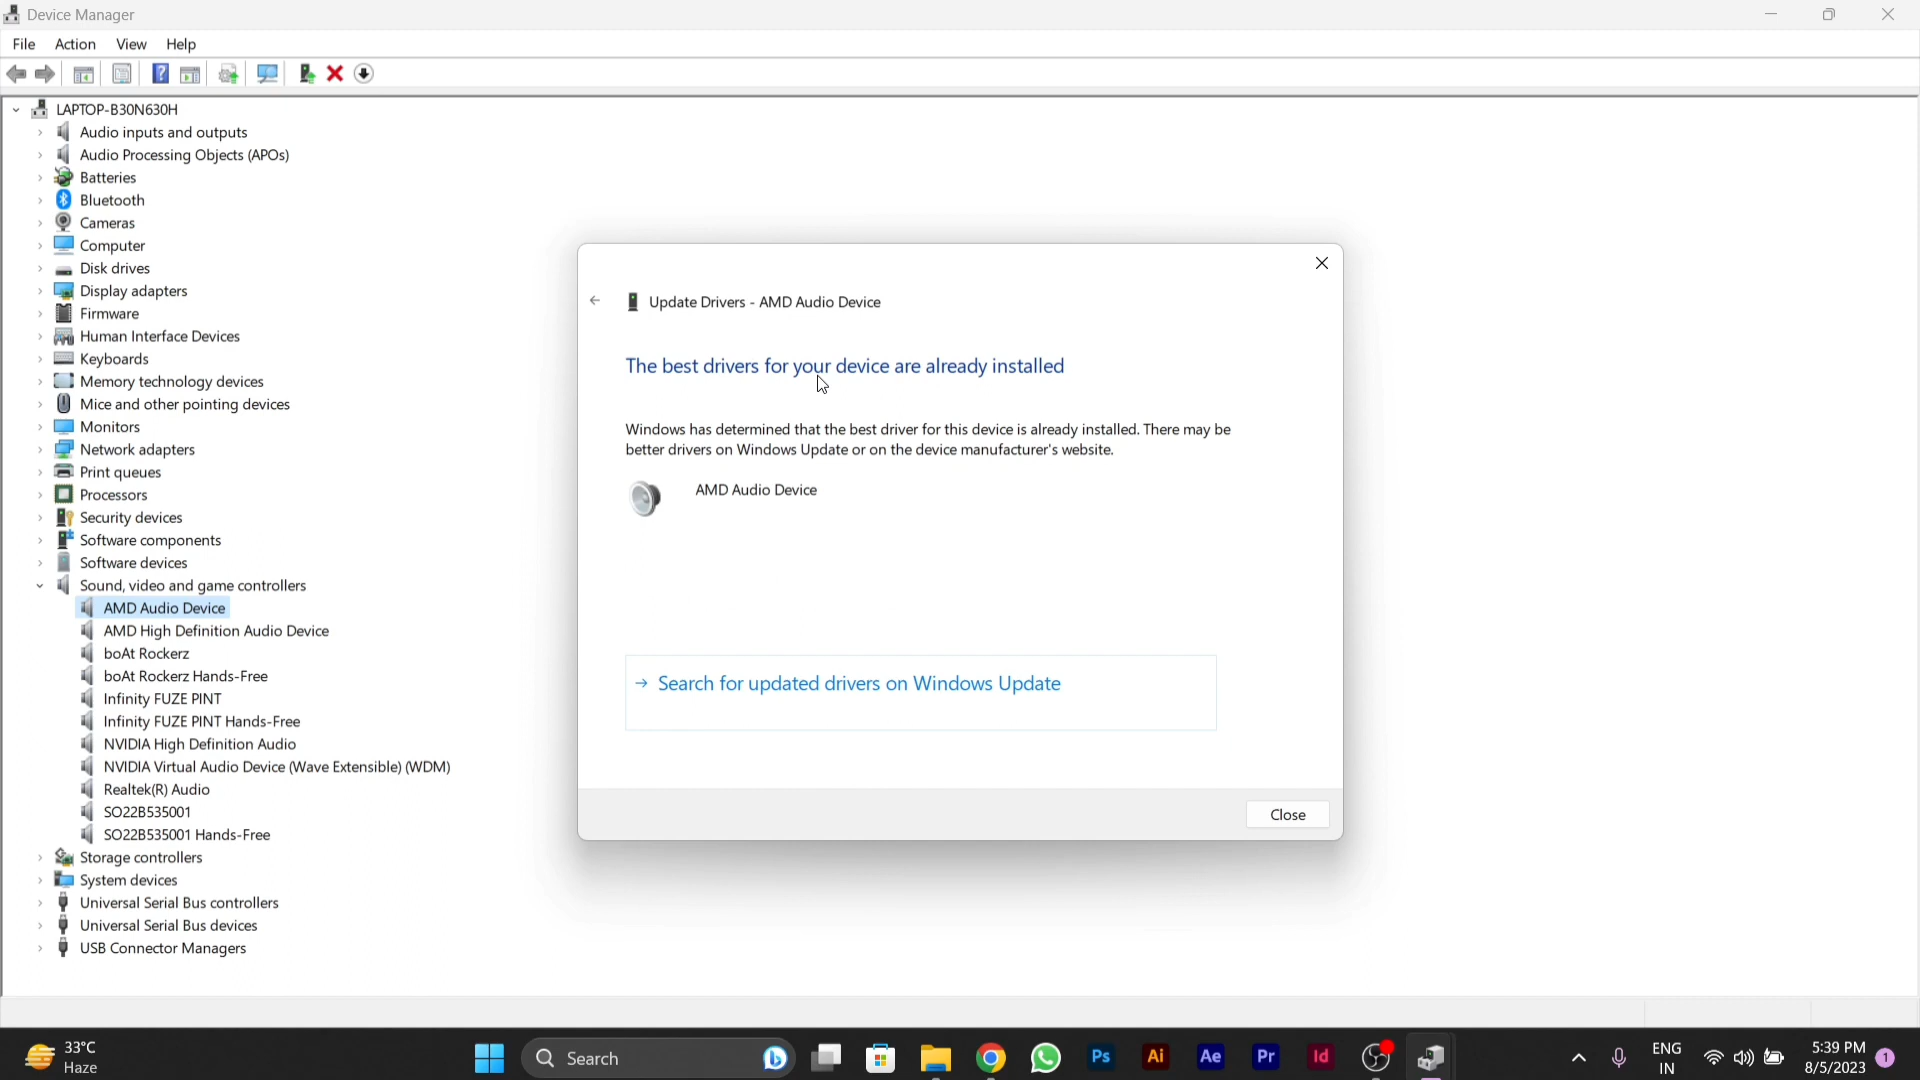 Device Manager
File Action View Help
LAPTOP-B30N630H
Audio inputs and outputs
Audio Processing Objects (APOs)
Batteries
Bluetooth
Cameras
Computer
Disk drives
Display adapters
Firmware
Human Interface Devices
Keyboards
Memory technology devices
Mice and other pointing devices
Monitors
Network adapters
Print queues
Processors
Security devices
Software components
Software devices
Sound, video and game controllers
AMD Audio Device
AMD High Definition Audio Device
boAt Rockerz
boAt Rockerz Hands-Free
Infinity FUZE PINT
Infinity FUZE PINT Hands-Free
NVIDIA High Definition Audio
NVIDIA Virtual Audio Device (Wave Extensible) (WDM)
Realtek(R) Audio
SO22B535001
SO22B535001 Hands-Free
Storage controllers
System devices
Universal Serial Bus controllers
Universal Serial Bus devices
USB Connector Managers
Update Drivers - AMD Audio Device
The best drivers for your device are already installed
Windows has determined that the best driver for this device is already installed. There may be
better drivers on Windows Update or on the device manufacturer's website.
AMD Audio Device
Search for updated drivers on Windows Update
Close
33°C
Haze
Search
Ps Ai Ae Pr Id
ENG
IN
5:39 PM
8/5/2023
1